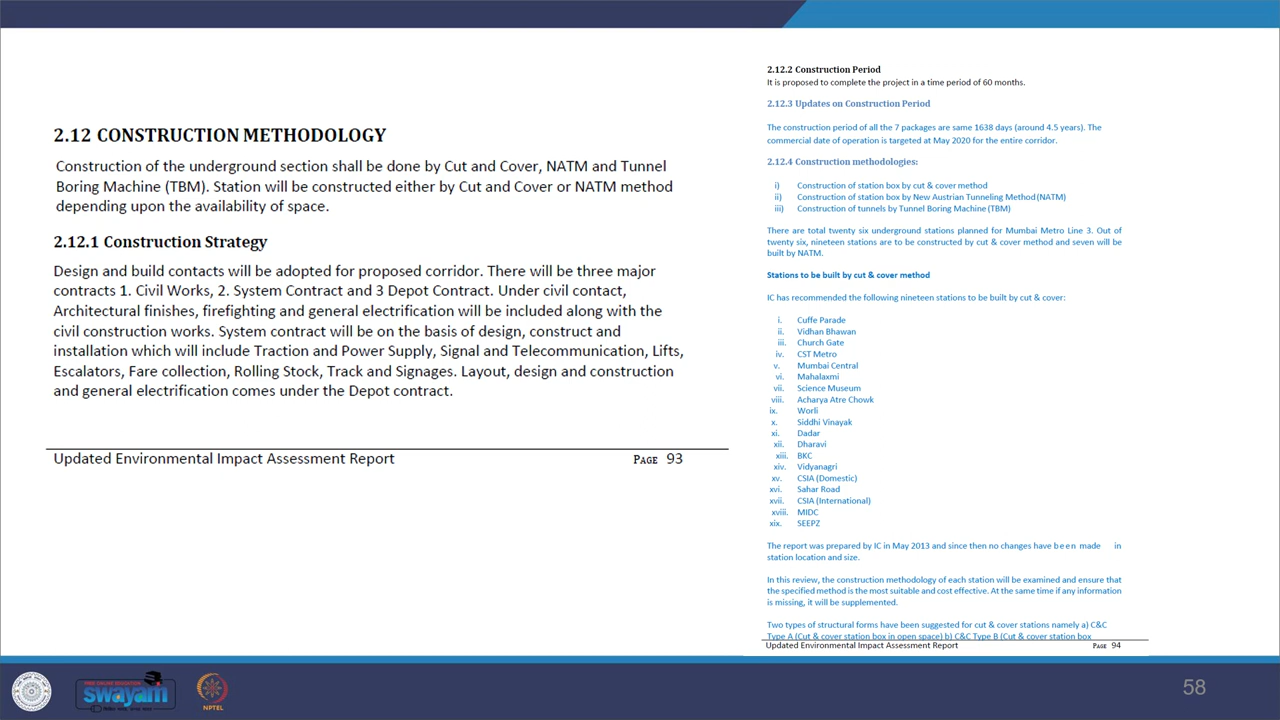 2.12 CONSTRUCTION METHODOLOGY
Construction of the underground section shall be done by Cut and Cover, NATM and Tunnel
Boring Machine (TBM). Station will be constructed either by Cut and Cover or NATM method
depending upon the availability of space.
2.12.1 Construction Strategy
Design and build contacts will be adopted for proposed corridor. There will be three major
contracts 1. Civil Works, 2. System Contract and 3 Depot Contract. Under civil contact,
Architectural finishes, firefighting and general electrification will be included along with the
civil construction works. System contract will be on the basis of design, construct and
installation which will include Traction and Power Supply, Signal and Telecommunication, Lifts,
Escalators, Fare collection, Rolling Stock, Track and Signages. Layout, design and construction
and general electrification comes under the Depot contract.
Updated Environmental Impact Assessment Report PAGE 93
2.12.2 Construction Period
It is proposed to complete the project in a time period of 60 months.
2.12.3 Updates on Construction Period
The construction period of all the 7 packages are same 1638 days (around 4.5 years). The
commercial date of operation is targeted at May 2020 for the entire corridor.
2.12.4 Construction methodologies:
i) Construction of station box by cut & cover method
ii) Construction of station box by New Austrian Tunneling Method (NATM)
iii) Construction of tunnels by Tunnel Boring Machine (TBM)
There are total twenty six underground stations planned for Mumbai Metro Line 3. Out of
twenty six, nineteen stations are to be constructed by cut & cover method and seven will be
built by NATM.
Stations to be built by cut & cover method
IC has recommended the following nineteen stations to be built by cut & cover:
i. Cuffe Parade
ii. Vidhan Bhawan
iii. Church Gate
iv. CST Metro
v. Mumbai Central
vi. Mahalaxmi
vii. Science Museum
viii. Acharya Atre Chowk
ix. Worli
x. Siddhi Vinayak
xi. Dadar
xii. Dharavi
xiii. BKC
xiv. Vidyanagri
xv. CSIA (Domestic)
xvi. Sahar Road
xvii. CSIA (International)
xviii. MIDC
xix. SEEPZ
The report was prepared by IC in May 2013 and since then no changes have been made in
station location and size.
In this review, the construction methodology of each station will be examined and ensure that
the specified method is the most suitable and cost effective. At the same time if any information
is missing, it will be supplemented.
Two types of structural forms have been suggested for cut & cover stations namely a) C&C
Type A (Cut & cover station box in open space) b) C&C Type B (Cut & cover station box
Updated Environmental Impact Assessment Report PAGE 94
swayam
NPTEL
58